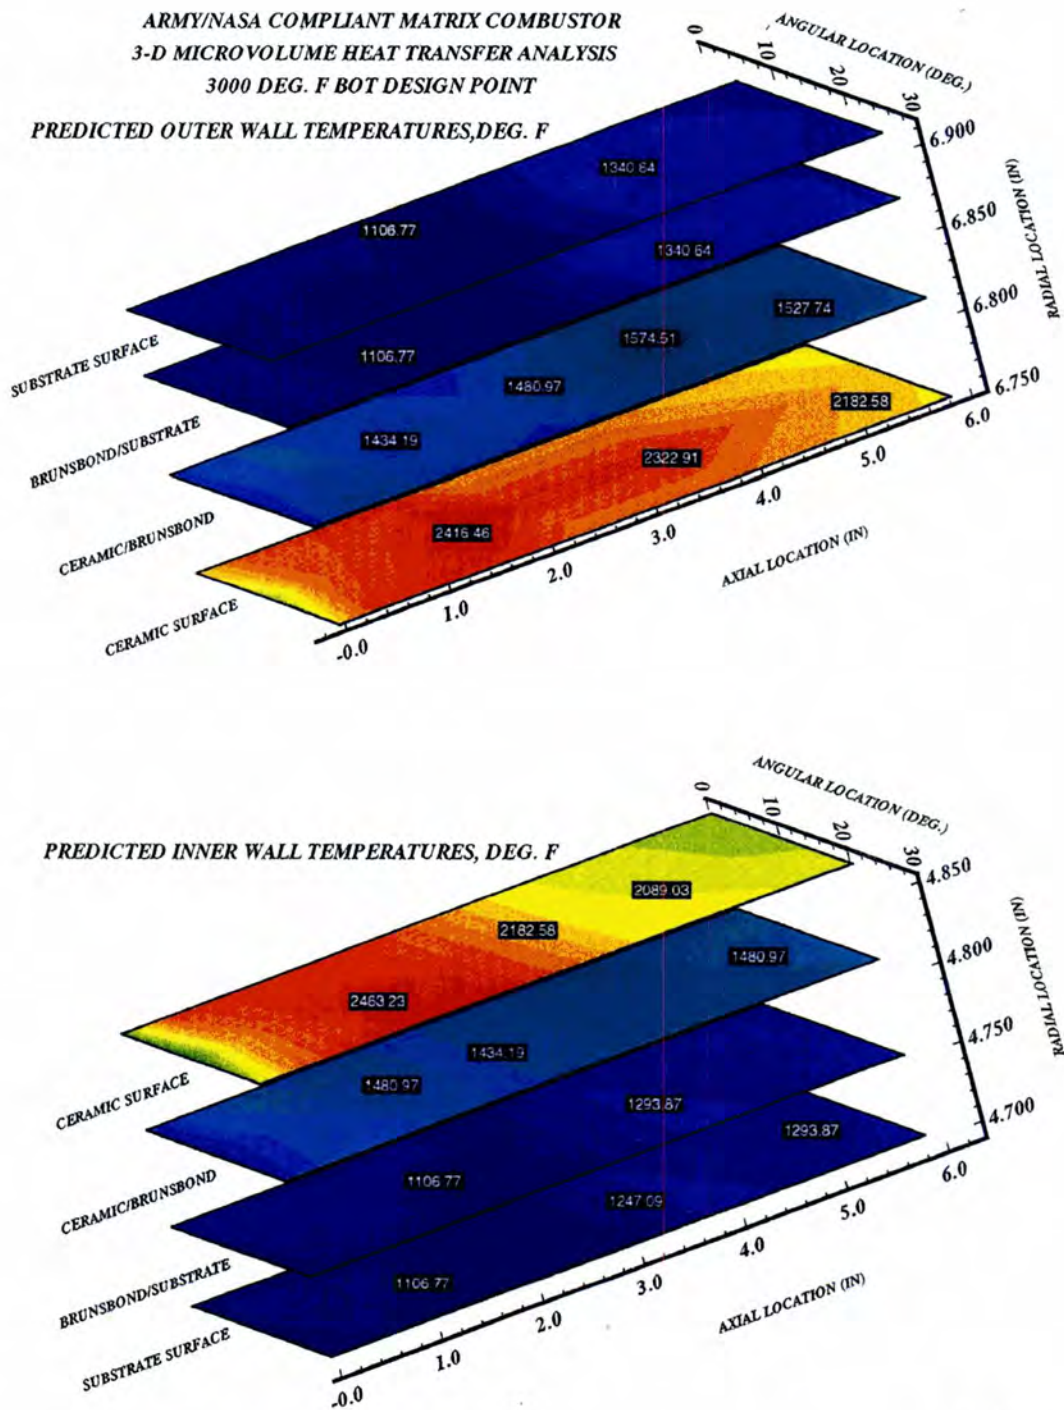 ARMY/NASA COMPLIANT MATRIX COMBUSTOR
3-D MICROVOLUME HEAT TRANSFER ANALYSIS
3000 DEG. F BOT DESIGN POINT
PREDICTED OUTER WALL TEMPERATURES,DEG. F
ANGULAR LOCATION (DEG.)
0
10
20
30
6.900
6.850
6.800
6.750
RADIAL LOCATION (IN)
1340.64
1106.77
SUBSTRATE SURFACE
1340.64
1106.77
BRUNSBOND/SUBSTRATE
1527.74
1574.51
1480.97
1434.19
CERAMIC/BRUNSBOND
2182.58
2322.91
2416.46
CERAMIC SURFACE
-0.0
1.0
2.0
3.0
4.0
5.0
6.0
AXIAL LOCATION (IN)
PREDICTED INNER WALL TEMPERATURES, DEG. F
ANGULAR LOCATION (DEG.)
0
10
20
30
4.850
4.800
4.750
4.700
RADIAL LOCATION (IN)
2089.03
2182.58
2463.23
CERAMIC SURFACE
1480.97
1434.19
1480.97
CERAMIC/BRUNSBOND
1293.87
1106.77
BRUNSBOND/SUBSTRATE
1293.87
1247.09
1106.77
SUBSTRATE SURFACE
-0.0
1.0
2.0
3.0
4.0
5.0
6.0
AXIAL LOCATION (IN)